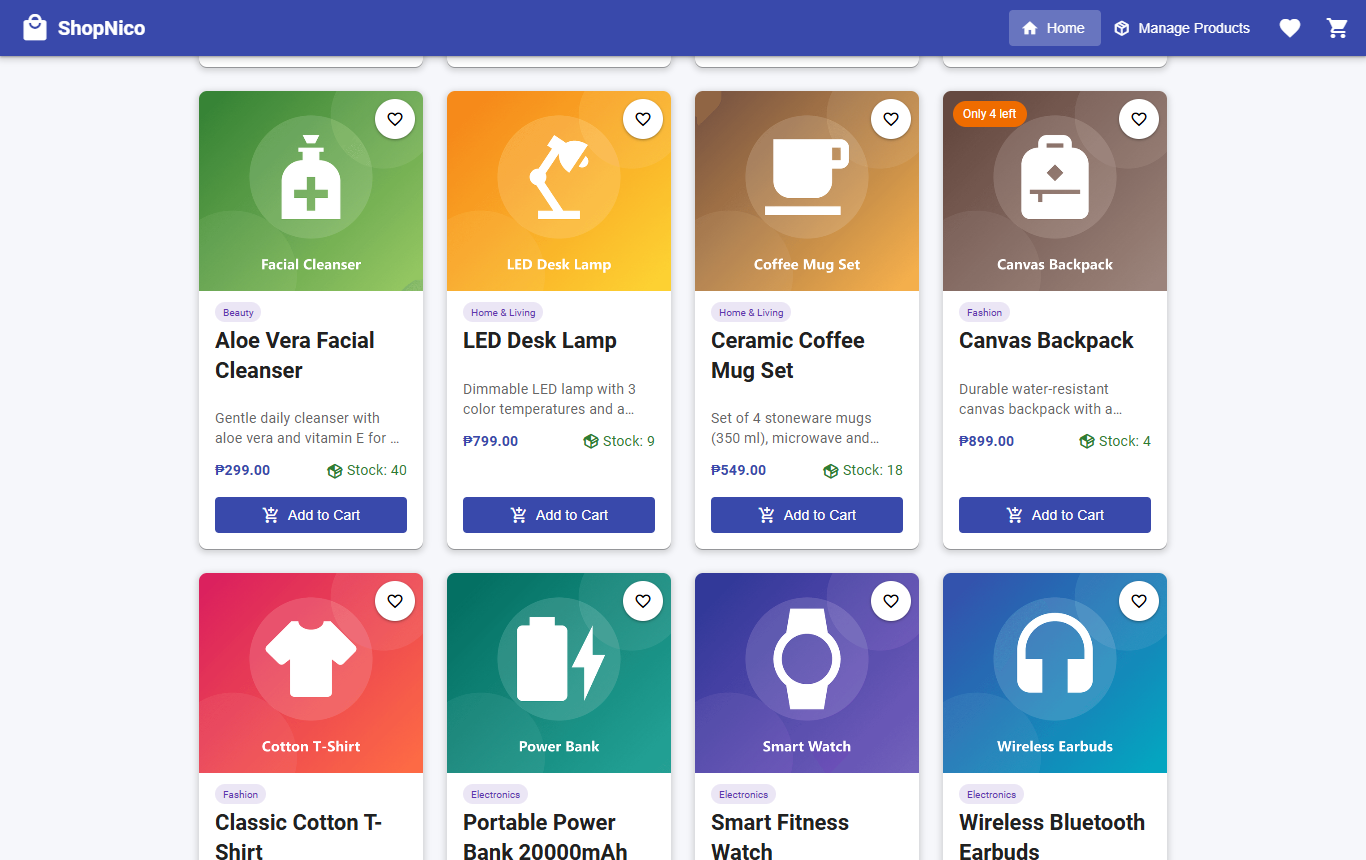 ShopNico
Home
Manage Products
Only 4 left
Facial Cleanser
LED Desk Lamp
Coffee Mug Set
Canvas Backpack
Beauty
Aloe Vera Facial
Cleanser
Gentle daily cleanser with
aloe vera and vitamin E for ...
₱299.00
Stock: 40
Add to Cart
Home & Living
LED Desk Lamp
Dimmable LED lamp with 3
color temperatures and a...
₱799.00
Stock: 9
Add to Cart
Home & Living
Ceramic Coffee
Mug Set
Set of 4 stoneware mugs
(350 ml), microwave and...
₱549.00
Stock: 18
Add to Cart
Fashion
Canvas Backpack
Durable water-resistant
canvas backpack with a...
₱899.00
Stock: 4
Add to Cart
Cotton T-Shirt
Power Bank
Smart Watch
Wireless Earbuds
Fashion
Classic Cotton T-
Shirt
Electronics
Portable Power
Bank 20000mAh
Electronics
Smart Fitness
Watch
Electronics
Wireless Bluetooth
Earbuds